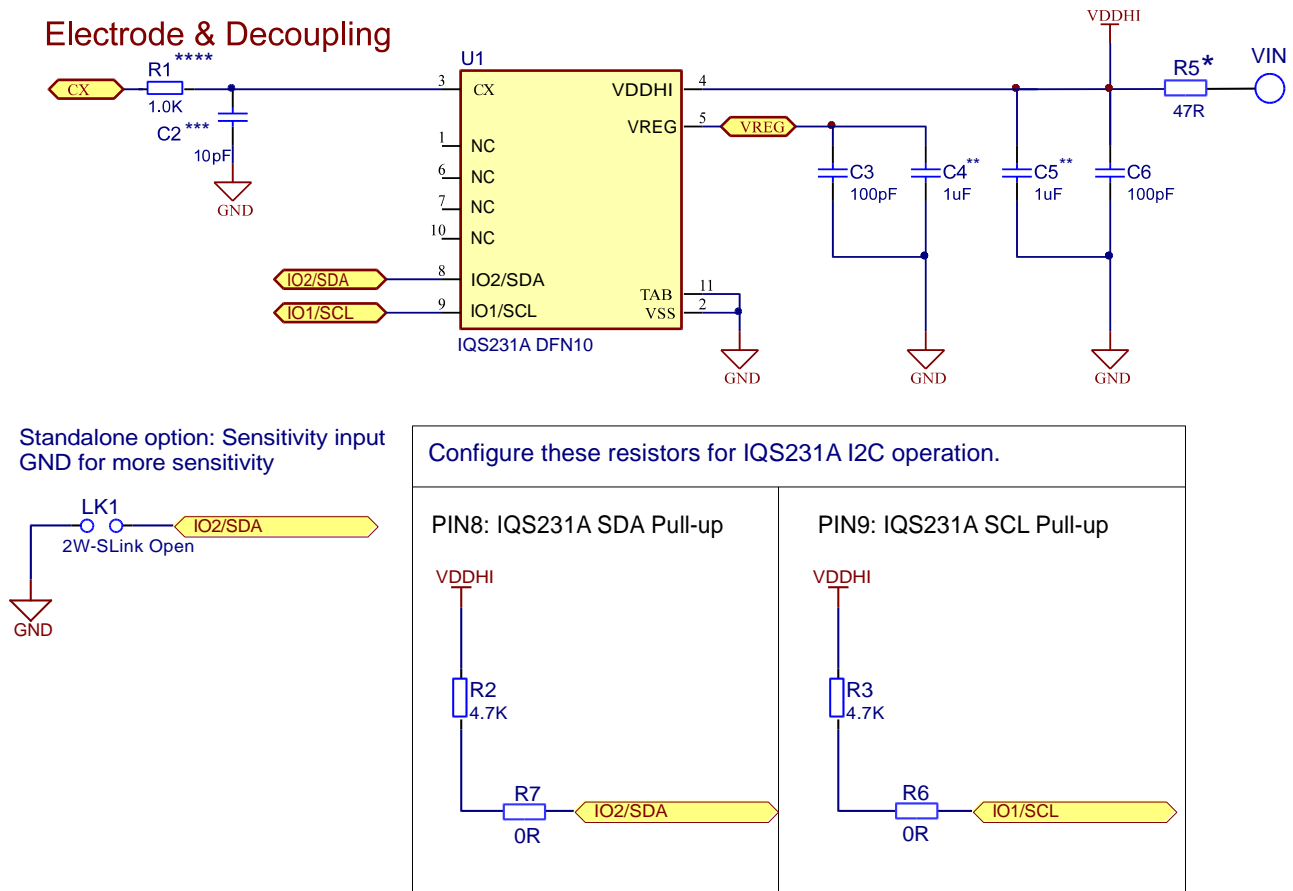 Electrode & Decoupling
VDDHI
U1
R1 ****
R5*
VIN
CX
3
CX
VDDHI
4
1.0K
47R
C2 ***
10pF
VREG
5
VREG
1
NC
6
NC
7
NC
10
NC
C3
100pF
C4**
1uF
C5**
1uF
C6
100pF
GND
IO2/SDA
8
IO2/SDA
IO1/SCL
9
IO1/SCL
TAB
11
VSS
2
IQS231A DFN10
GND
GND
GND
Standalone option: Sensitivity input
GND for more sensitivity
LK1
IO2/SDA
2W-SLink Open
GND
Configure these resistors for IQS231A I2C operation.
PIN8: IQS231A SDA Pull-up
VDDHI
R2
4.7K
R7
0R
IO2/SDA
PIN9: IQS231A SCL Pull-up
VDDHI
R3
4.7K
R6
0R
IO1/SCL